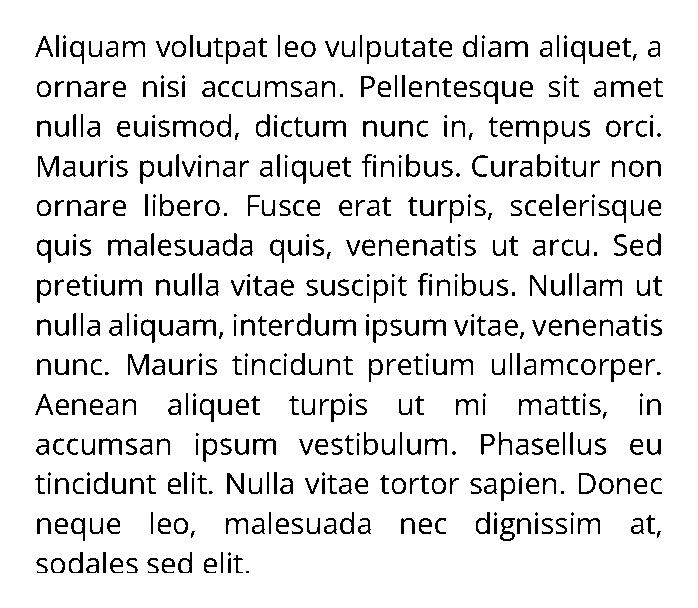 Aliquam volutpat leo vulputate diam aliquet, a
ornare nisi accumsan. Pellentesque sit amet
nulla euismod, dictum nunc in, tempus orci.
Mauris pulvinar aliquet finibus. Curabitur non
ornare libero. Fusce erat turpis, scelerisque
quis malesuada quis, venenatis ut arcu. Sed
pretium nulla vitae suscipit finibus. Nullam ut
nulla aliquam, interdum ipsum vitae, venenatis
nunc. Mauris tincidunt pretium ullamcorper.
Aenean aliquet turpis ut mi mattis, in
accumsan ipsum vestibulum. Phasellus eu
tincidunt elit. Nulla vitae tortor sapien. Donec
neque leo, malesuada nec dignissim at,
sodales sed elit.